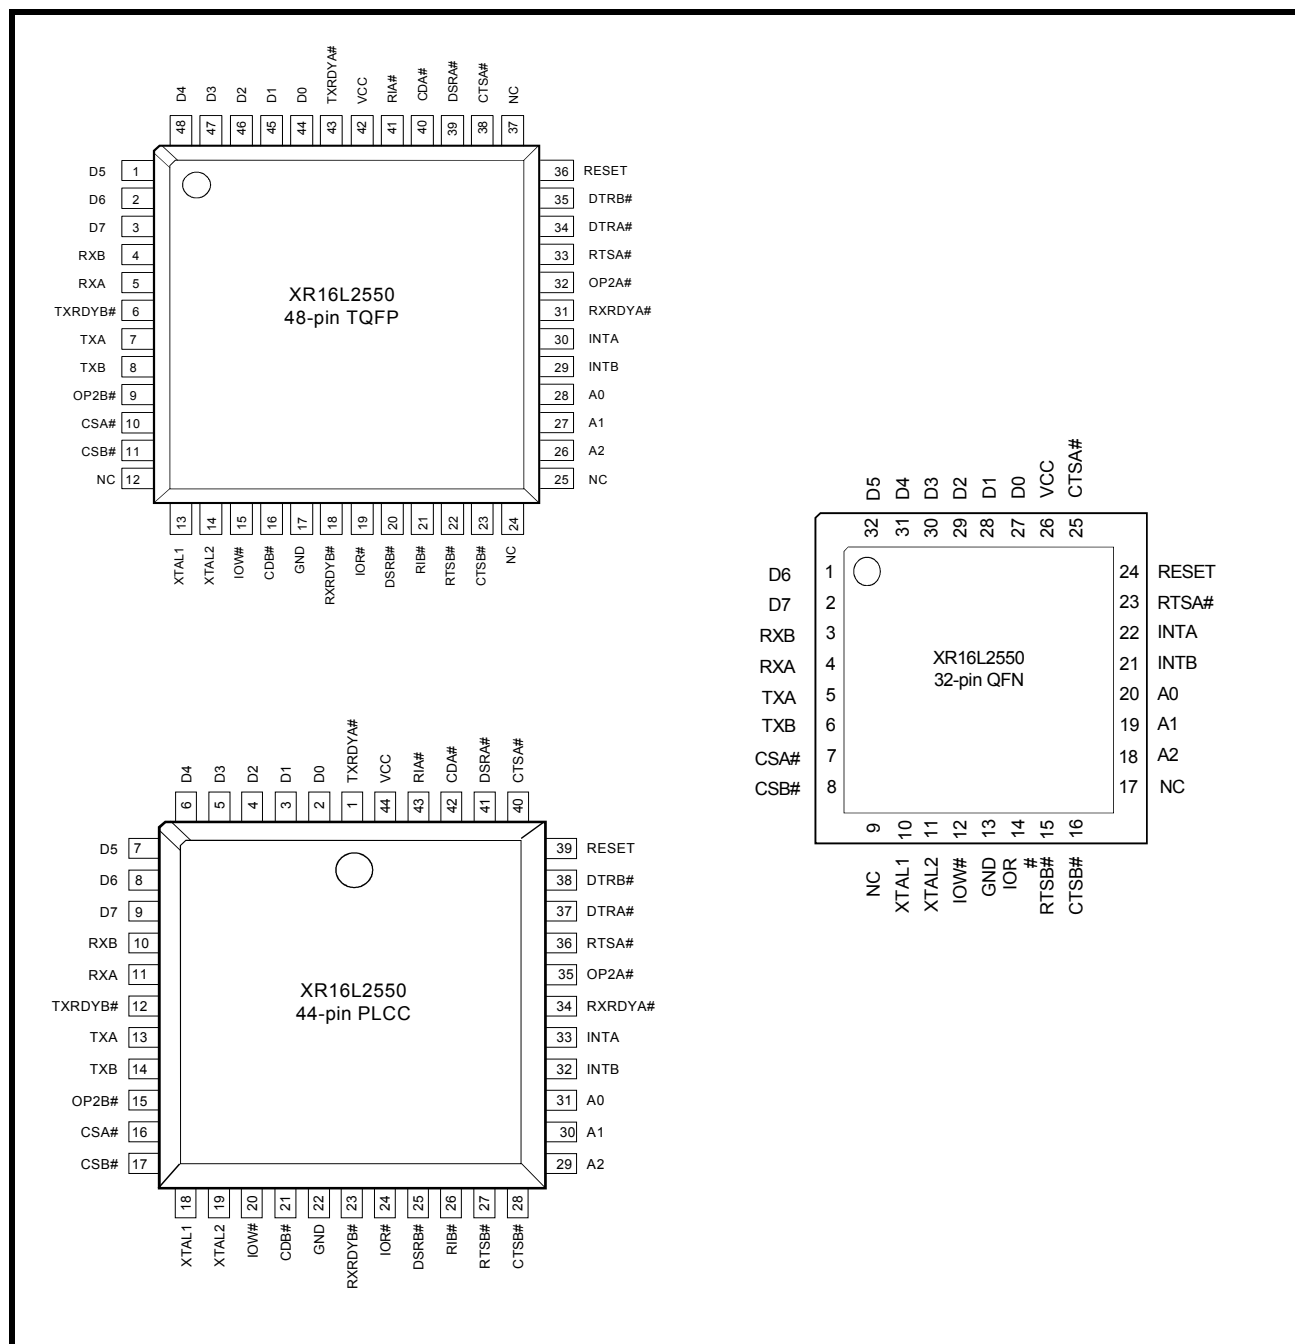 D4 D3 D2 D1 D0 TXRDYA# VCC RIA# CDA# DSRA# CTSA# NC
48 47 46 45 44 43 42 41 40 39 38 37
D5 1 36 RESET
D6 2 35 DTRB#
D7 3 34 DTRA#
RXB 4 33 RTSA#
RXA 5 32 OP2A#
TXRDYB# 6 31 RXRDYA#
TXA 7 30 INTA
TXB 8 29 INTB
OP2B# 9 28 A0
CSA# 10 27 A1
CSB# 11 26 A2
NC 12 25 NC
XR16L2550
48-pin TQFP
13 14 15 16 17 18 19 20 21 22 23 24
XTAL1 XTAL2 IOW# CDB# GND RXRDYB# IOR# DSRB# RIB# RTSB# CTSB# NC
D5 D4 D3 D2 D1 D0 VCC CTSA#
32 31 30 29 28 27 26 25
D6 1 24 RESET
D7 2 23 RTSA#
RXB 3 22 INTA
RXA 4 21 INTB
TXA 5 20 A0
TXB 6 19 A1
CSA# 7 18 A2
CSB# 8 17 NC
XR16L2550
32-pin QFN
9 10 11 12 13 14 15 16
NC XTAL1 XTAL2 IOW# GND IOR # RTSB# CTSB#
D4 D3 D2 D1 D0 TXRDYA# VCC RIA# CDA# DSRA# CTSA#
6 5 4 3 2 1 44 43 42 41 40
D5 7 39 RESET
D6 8 38 DTRB#
D7 9 37 DTRA#
RXB 10 36 RTSA#
RXA 11 35 OP2A#
TXRDYB# 12 34 RXRDYA#
TXA 13 33 INTA
TXB 14 32 INTB
OP2B# 15 31 A0
CSA# 16 30 A1
CSB# 17 29 A2
XR16L2550
44-pin PLCC
18 19 20 21 22 23 24 25 26 27 28
XTAL1 XTAL2 IOW# CDB# GND RXRDYB# IOR# DSRB# RIB# RTSB# CTSB#